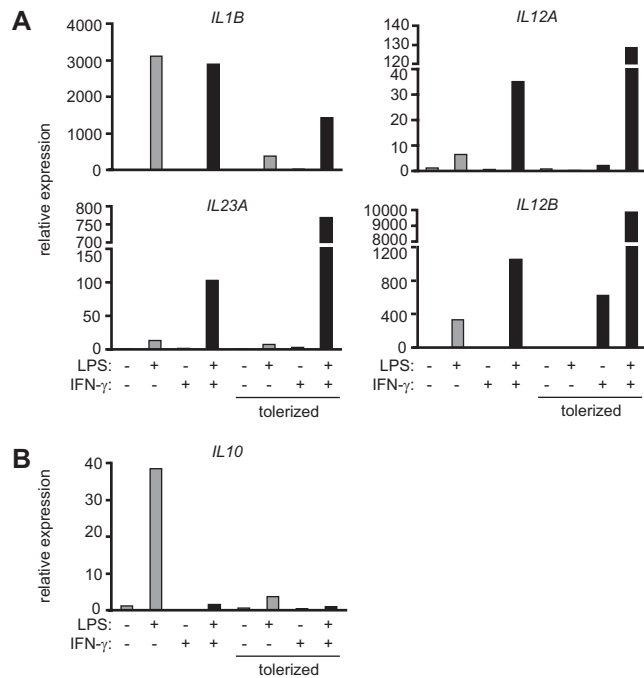 A
IL1B
4000
3000
2000
1000
0
relative expression
IL12A
140
130
120
40
30
20
10
0
IL23A
800
750
700
150
100
50
0
IL12B
10000
9000
8000
1200
800
400
0
LPS: - + - + - + - +
IFN-γ: - - + + - - + +
tolerized
LPS: - + - + - + - +
IFN-γ: - - + + - - + +
tolerized
B
IL10
40
30
20
10
0
relative expression
LPS: - + - + - + - +
IFN-γ: - - + + - - + +
tolerized